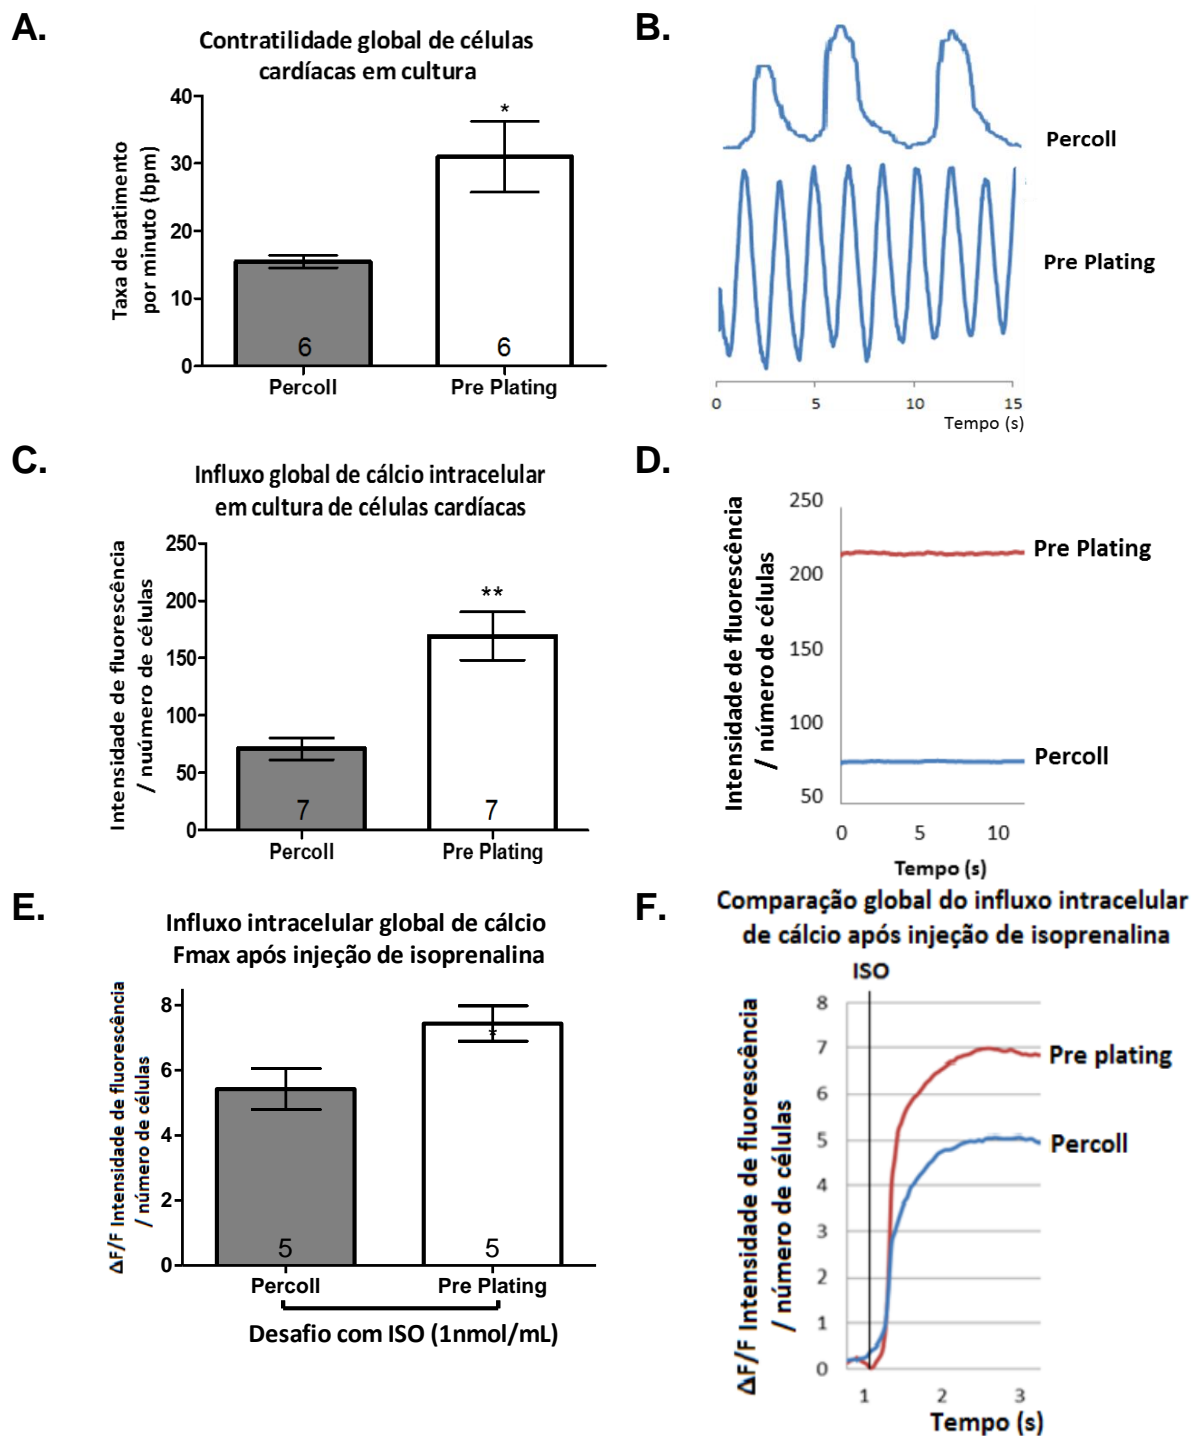 A.
Contratilidade global de células
cardíacas em cultura
Taxa de batimento
por minuto (bpm)
40
30
20
10
0
*
6
6
Percoll
Pre Plating
B.
Percoll
Pre Plating
0
5
10
15
Tempo (s)
C.
Influxo global de cálcio intracelular
em cultura de células cardíacas
Intensidade de fluorescência
/ nuúmero de células
250
200
150
100
50
0
**
7
7
Percoll
Pre Plating
D.
Intensidade de fluorescência
/ número de células
250
200
150
100
50
Pre Plating
Percoll
0
5
10
Tempo (s)
E.
Influxo intracelular global de cálcio
Fmax após injeção de isoprenalina
ΔF/F Intensidade de fluorescência
/ número de células
8
6
4
2
0
*
5
5
Percoll
Pre Plating
Desafio com ISO (1nmol/mL)
F.
Comparação global do influxo intracelular
de cálcio após injeção de isoprenalina
ISO
ΔF/F Intensidade de fluorescência
/ número de células
8
7
6
5
4
3
2
1
0
Pre plating
Percoll
1
2
3
Tempo (s)